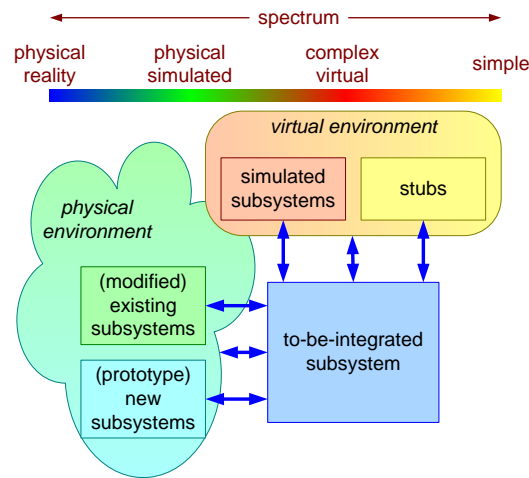 spectrum
physical
reality
physical
simulated
complex
virtual
simple
virtual environment
simulated
subsystems
stubs
physical
environment
(modified)
existing
subsystems
to-be-integrated
subsystem
(prototype)
new
subsystems